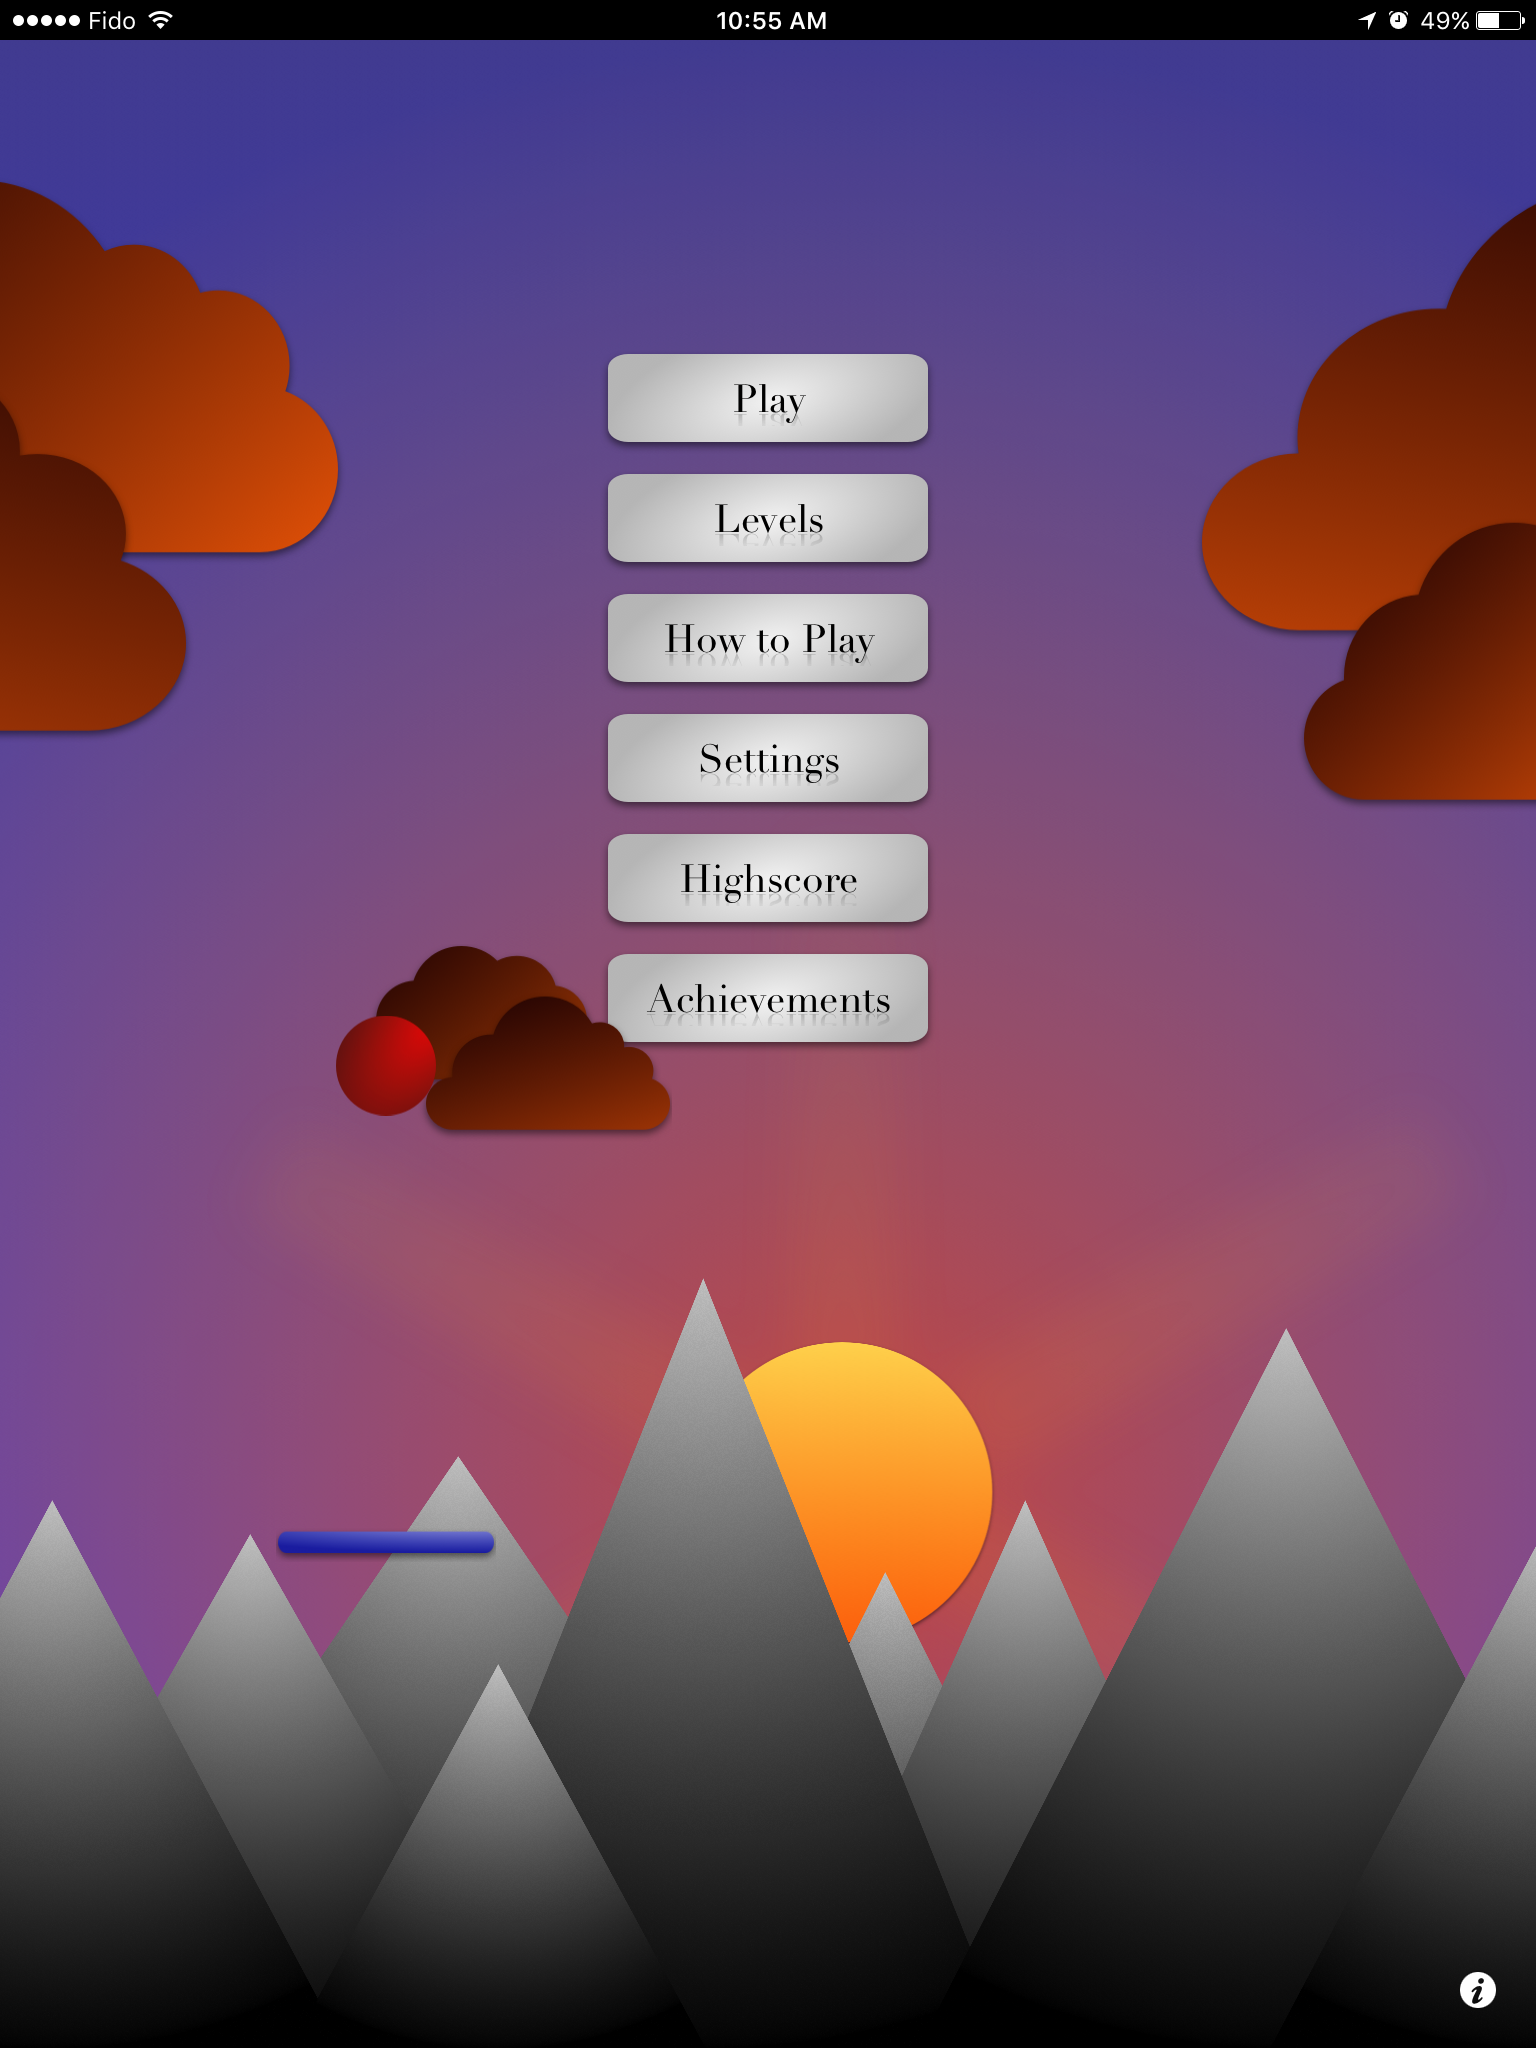 Fido 10:55 AM 49%
Play
Levels
How to Play
Settings
Highscore
Achievements
i